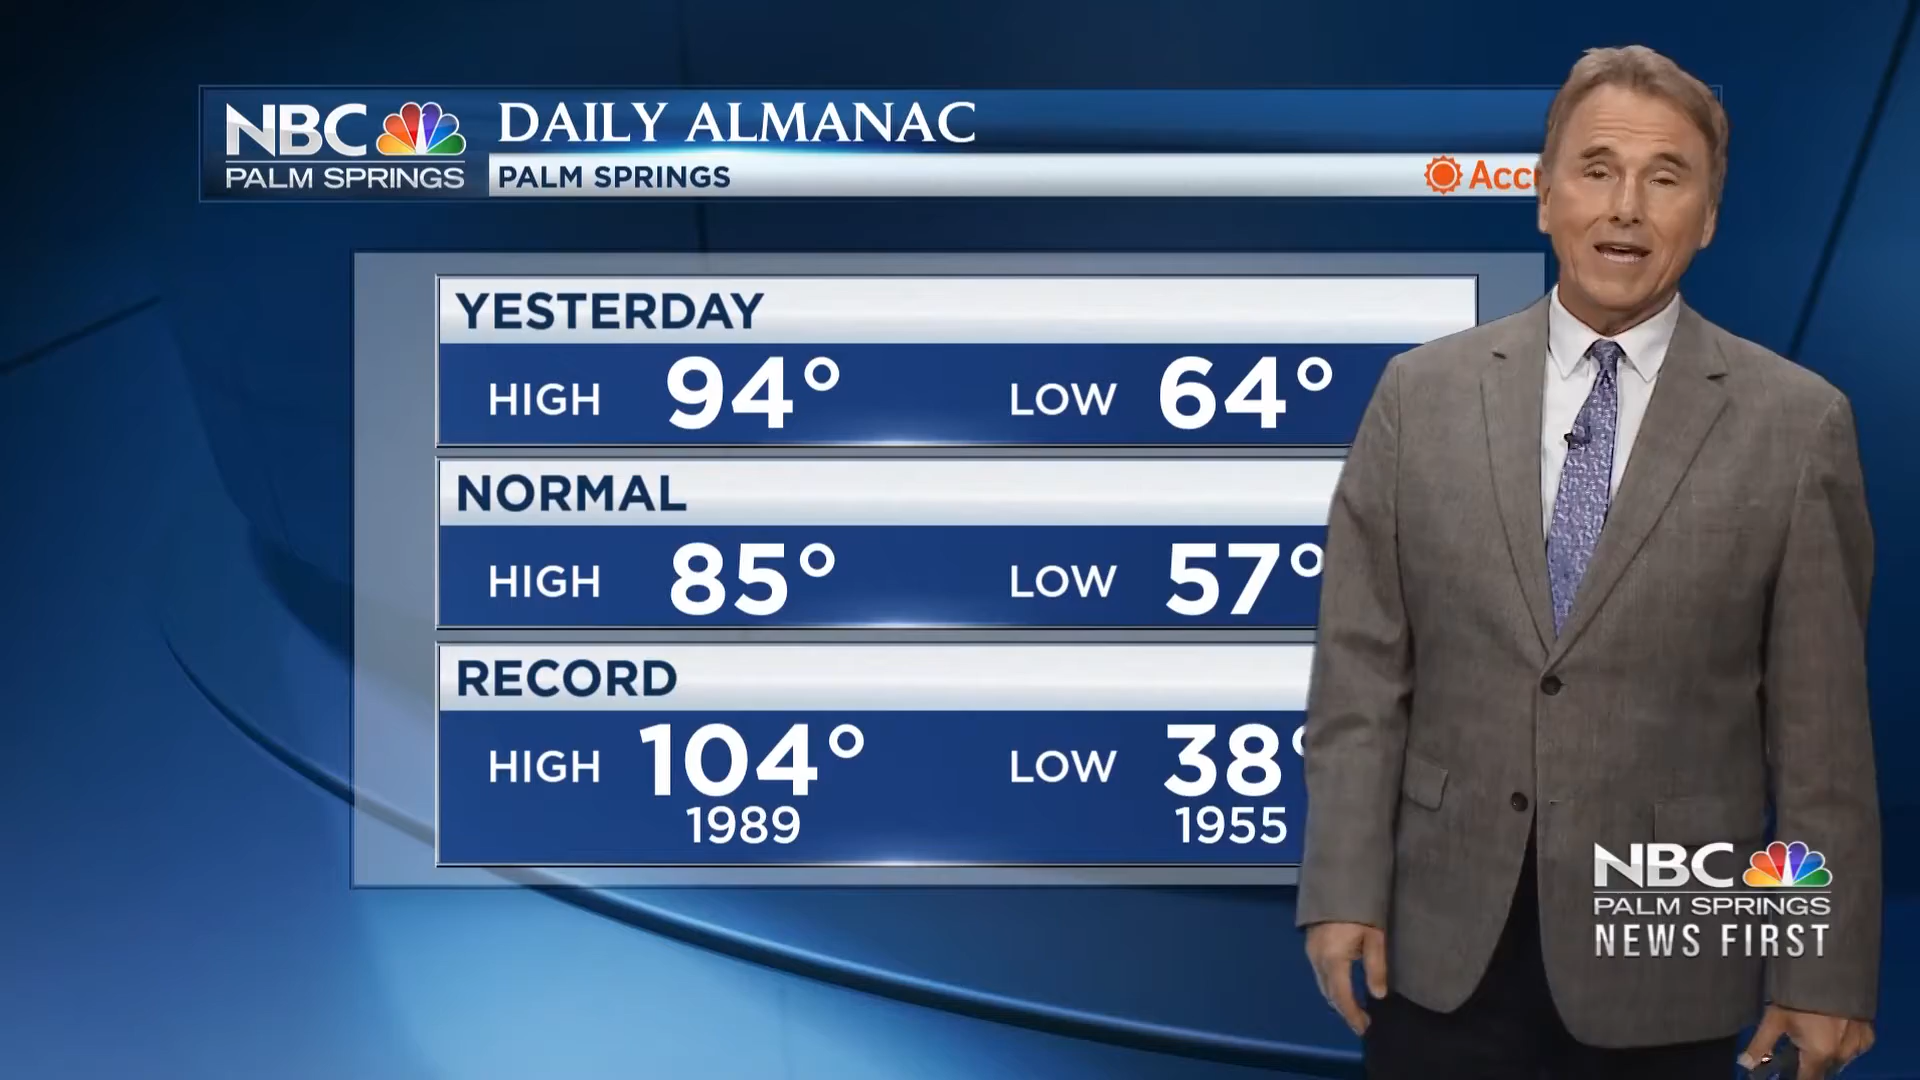 NBC
PALM SPRINGS
DAILY ALMANAC
PALM SPRINGS
YESTERDAY
HIGH 94° LOW 64°
NORMAL
HIGH 85° LOW 57°
RECORD
HIGH 104° LOW 38°
1989 1955
NBC
PALM SPRINGS
NEWS FIRST